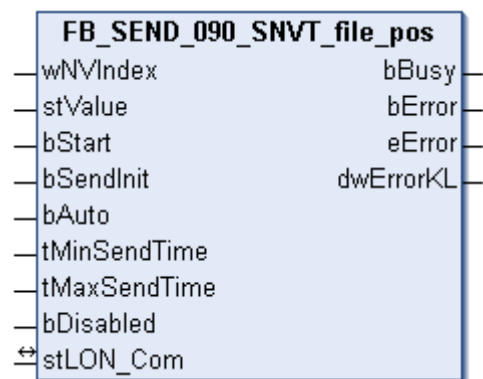 FB_SEND_090_SNVT_file_pos
wNVIndex bBusy
stValue bError
bStart eError
bSendInit dwErrorKL
bAuto
tMinSendTime
tMaxSendTime
bDisabled
stLON_Com